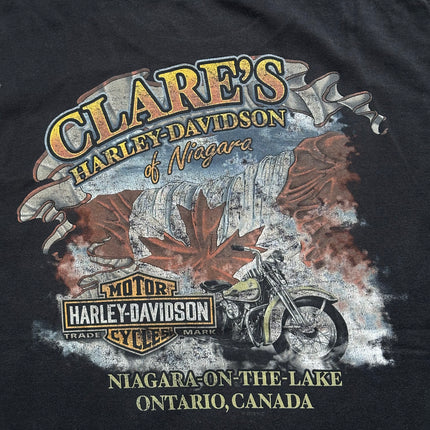 CLARE'S
HARLEY-DAVIDSON
of Niagara
MOTOR
HARLEY-DAVIDSON
TRADE MARK
CYCLES
NIAGARA-ON-THE-LAKE
ONTARIO, CANADA